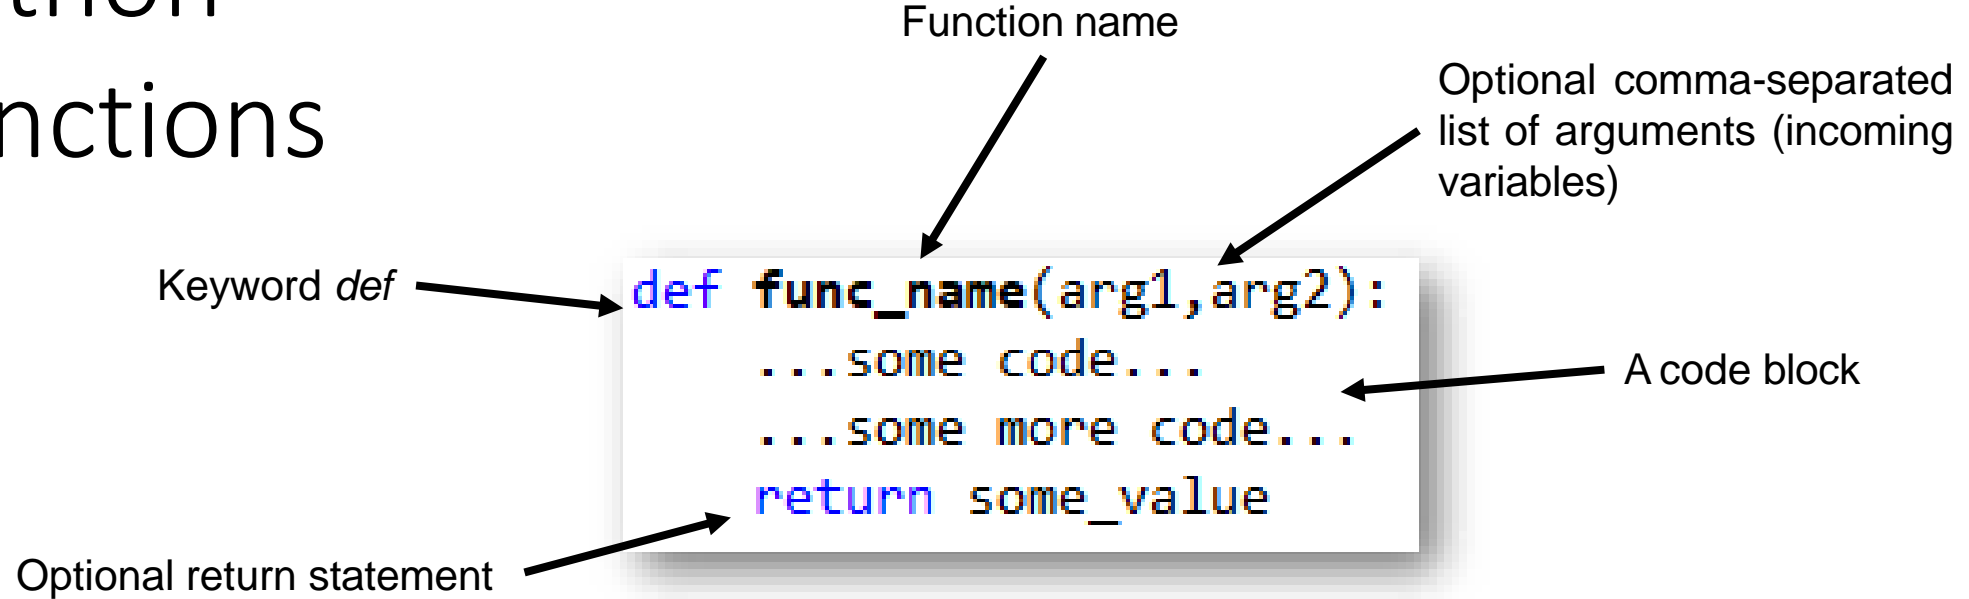 thon
nctions
Function name
Optional comma-separated
list of arguments (incoming
variables)
Keyword def
def func_name(arg1,arg2):
...some code...
...some more code...
return some_value
A code block
Optional return statement